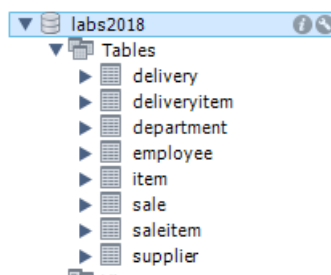 labs2018
Tables
delivery
deliveryitem
department
employee
item
sale
saleitem
supplier